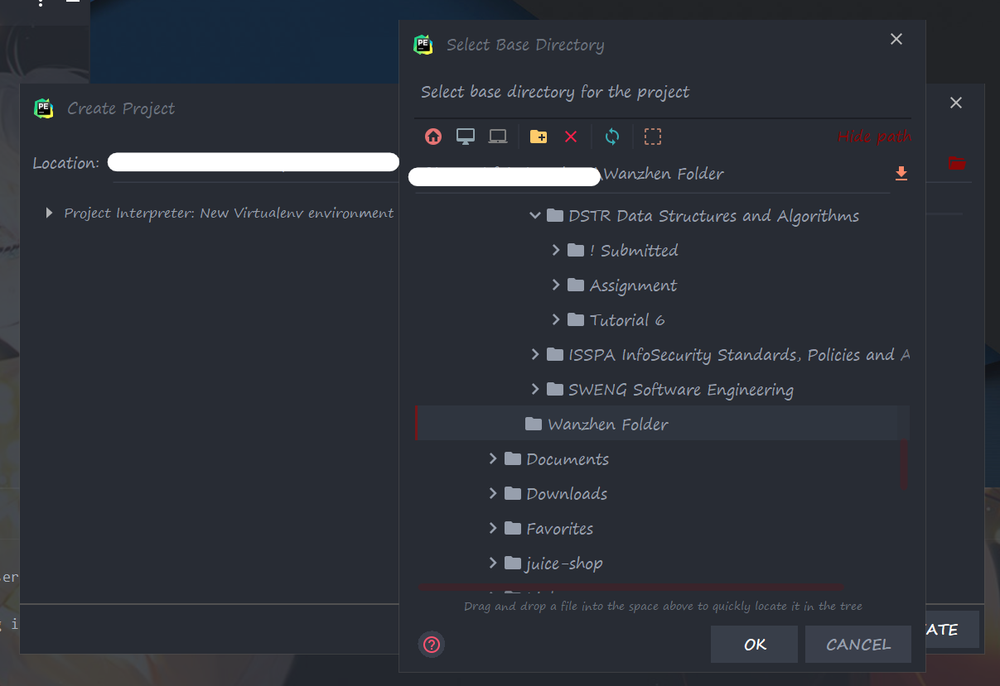 PE Select Base Directory
Select base directory for the project
Hide path
\Wanzhen Folder
DSTR Data Structures and Algorithms
! Submitted
Assignment
Tutorial 6
ISSPA InfoSecurity Standards, Policies and A
SWENG Software Engineering
Wanzhen Folder
Documents
Downloads
Favorites
juice-shop
Drag and drop a file into the space above to quickly locate it in the tree
?
OK
CANCEL
PE Create Project
Location:
Project Interpreter: New Virtualenv environment
ATE
ser
g i